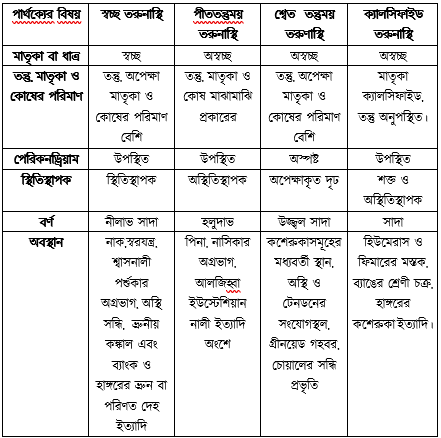 পার্থক্যের বিষয় স্বচ্ছ তরুনাস্থি পীততন্তুময় তরুনাস্থি শ্বেত তন্তুময় তরুণাস্থি ক্যালসিফাইড তরুনাস্থি
মাতৃকা বা ধাত্র স্বচ্ছ অস্বচ্ছ অস্বচ্ছ অস্বচ্ছ
তন্তু, মাতৃকা ও কোষের পরিমাণ
তন্তু, অপেক্ষা মাতৃকা ও কোষের পরিমাণ বেশি
তন্তু, মাতৃকা ও কোষ মাঝামাঝি প্রকারের
তন্তু, অপেক্ষা মাতৃকা ও কোষের পরিমাণ বেশি
মাতৃকা ক্যালসিফাইড, তন্তু অনুপস্থিত।
পেরিকনড্রিয়াম উপস্থিত উপস্থিত অস্পষ্ট উপস্থিত
স্থিতিস্থাপক স্থিতিস্থাপক অস্থিতিস্থাপক অপেক্ষাকৃত দৃঢ় শক্ত ও অস্থিতিস্থাপক
বর্ণ নীলাভ সাদা হলুদাভ উজ্জ্বল সাদা সাদা
অবস্থান
নাক,স্বরযন্ত্র, শ্বাসনালী পর্শুকার অগ্রভাগ, অস্থি সন্ধি, ভ্রুনীয় কঙ্কাল এবং ব্যাংক ও হাঙ্গরের ভ্রুন বা পরিণত দেহ ইত্যাদি
পিনা, নাসিকার অগ্রভাগ, আলজিহ্বা ইউস্টেশিয়ান নালী ইত্যাদি অংশে
কশেরুকাসমূহের মধ্যবর্তী স্থান, অস্থি ও টেনডনের সংযোগস্থল, গ্রীনয়েড গহবর, চোয়ালের সন্ধি প্রভৃতি
হিউমেরাস ও ফিমারের মস্তক, ব্যাঙের শ্রেণী চক্র, হাঙ্গরের কশেরুকা ইত্যাদি।